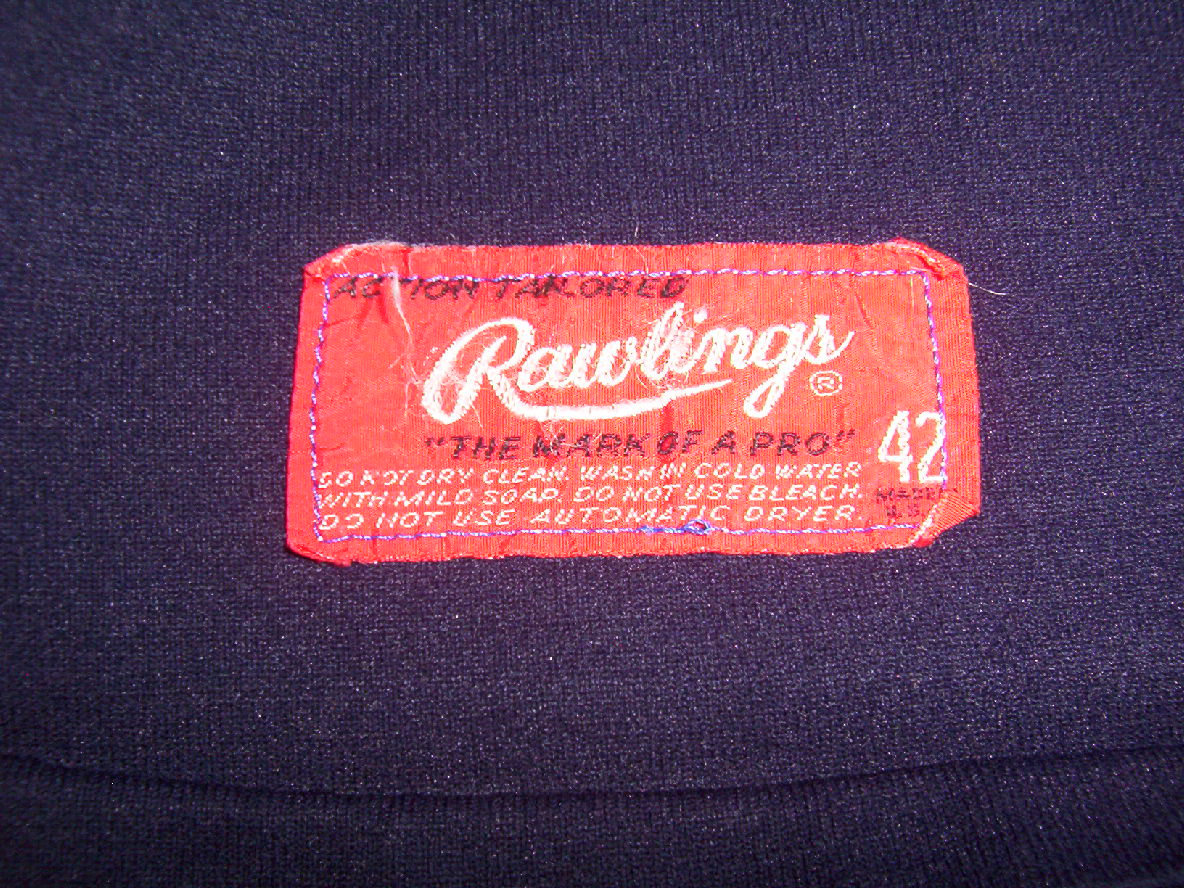 ACTION TAILORED
Rawlings ®
"THE MARK OF A PRO"
42
DO NOT DRY CLEAN. WASH IN COLD WATER
WITH MILD SOAP. DO NOT USE BLEACH.
DO NOT USE AUTOMATIC DRYER.
MADE